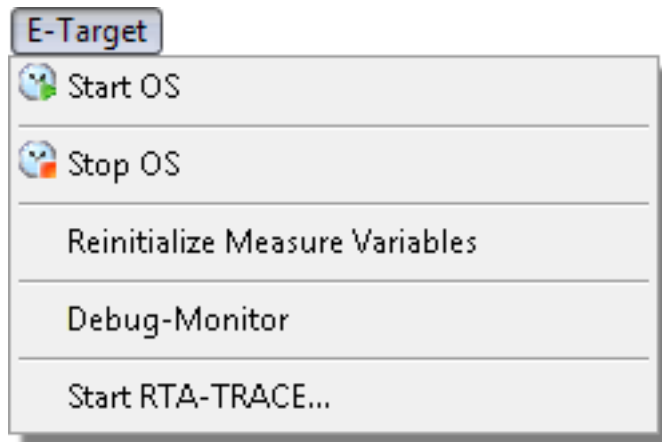 E-Target
Start OS
Stop OS
Reinitialize Measure Variables
Debug-Monitor
Start RTA-TRACE...